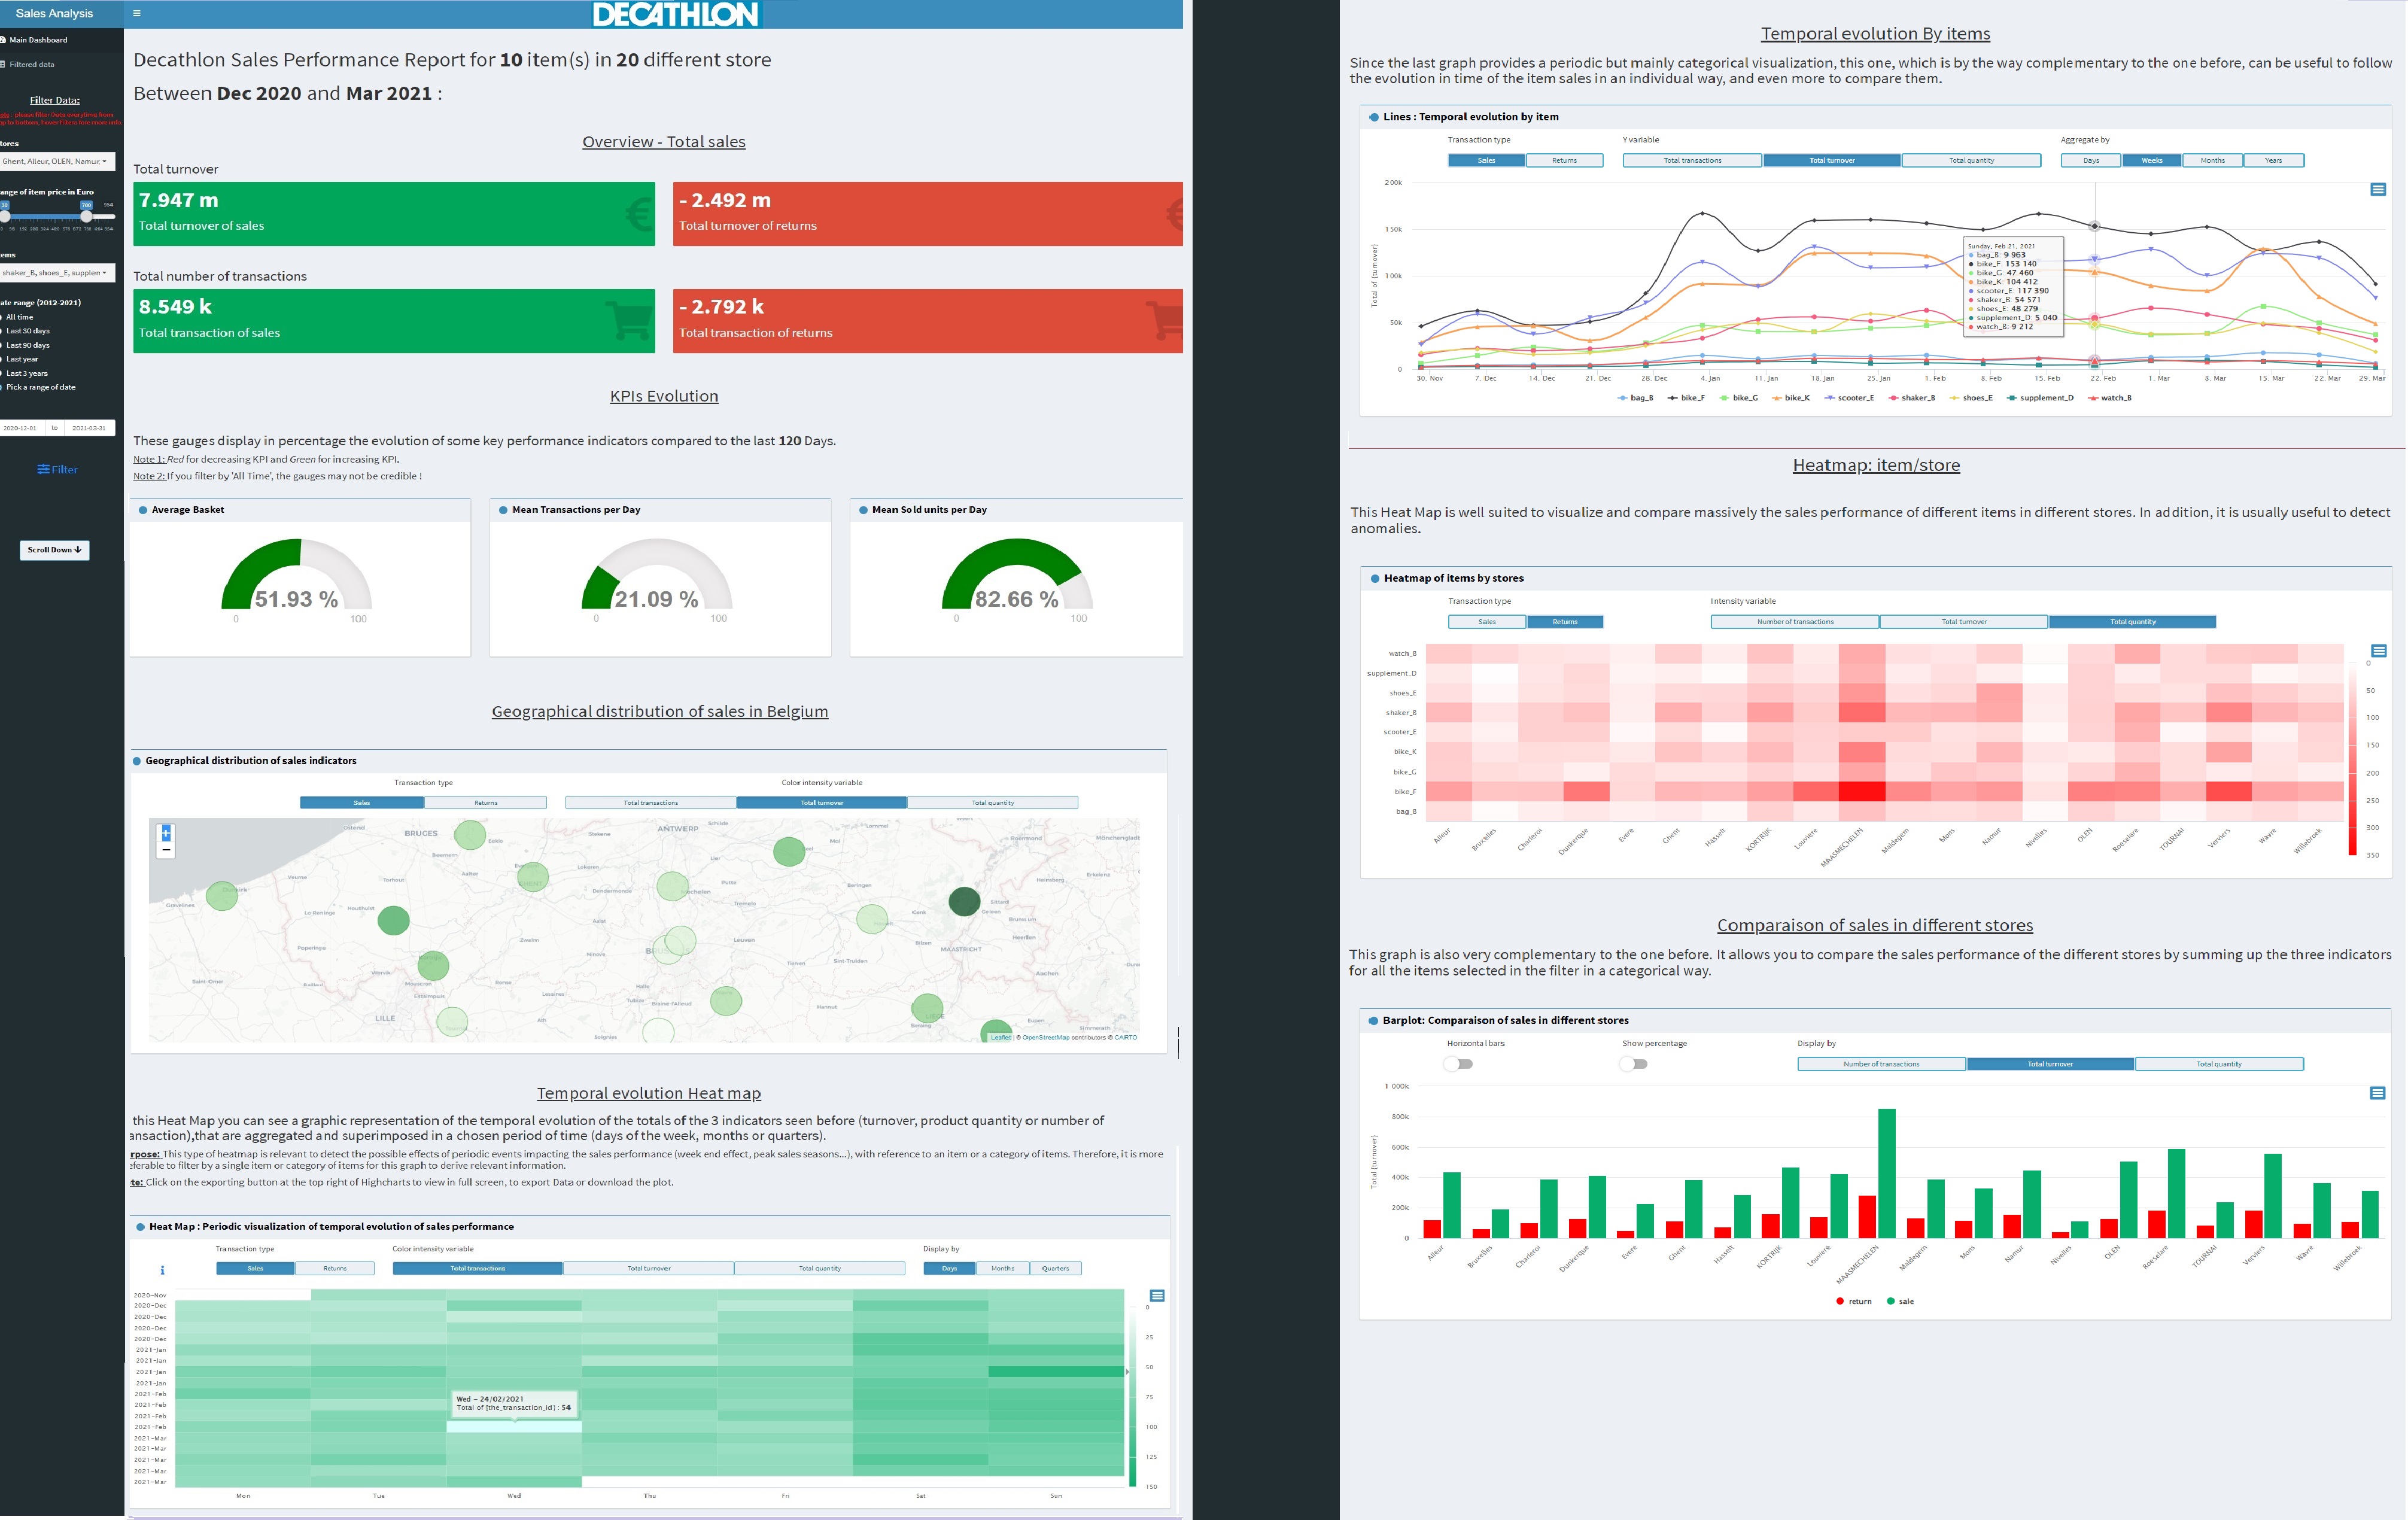 Sales Analysis
DECATHLON
Main Dashboard
Filtered data
Filter Data:
: please filter Data everytime from
Ghent, Alleur, OLEN, Namur,
ange of item price in Euro
shaker_B, shoes_E, supplen
ate range (2012-2021)
All time
Last 30 days
Last 90 days
Last year
Last 3 years
Pick a range of date
2020-12-01 to 2021-03-31
Filter
Scroll Down
Decathlon Sales Performance Report for 10 item(s) in 20 different store
Between Dec 2020 and Mar 2021 :
Overview - Total sales
Total turnover
7.947 m
Total turnover of sales
- 2.492 m
Total turnover of returns
Total number of transactions
8.549 k
Total transaction of sales
- 2.792 k
Total transaction of returns
KPIs Evolution
These gauges display in percentage the evolution of some key performance indicators compared to the last 120 Days.
Note 1: Red for decreasing KPI and Green for increasing KPI.
Note 2: If you filter by 'All Time', the gauges may not be credible !
Average Basket
51.93 %
0 100
Mean Transactions per Day
21.09 %
0 100
Mean Sold units per Day
82.66 %
0 100
Geographical distribution of sales in Belgium
Geographical distribution of sales indicators
Transaction type
Color intensity variable
Sales Returns
Total transactions Total turnover Total quantity
+
−
BRUGES
ANTWERP
MAASTRICHT
LILLE
Leaflet | © OpenStreetMap contributors © CARTO
Temporal evolution Heat map
this Heat Map you can see a graphic representation of the temporal evolution of the totals of the 3 indicators seen before (turnover, product quantity or number of
ansaction),that are aggregated and superimposed in a chosen period of time (days of the week, months or quarters).
rpose: This type of heatmap is relevant to detect the possible effects of periodic events impacting the sales performance (week end effect, peak sales seasons...), with reference to an item or a category of items. Therefore, it is more
eferable to filter by a single item or category of items for this graph to derive relevant information.
te: Click on the exporting button at the top right of Highcharts to view in full screen, to export Data or download the plot.
Heat Map : Periodic visualization of temporal evolution of sales performance
Transaction type
Color intensity variable
Display by
Sales Returns
Total transactions Total turnover Total quantity
Days Months Quarters
2020-Nov
2020-Dec
2020-Dec
2020-Dec
2020-Dec
2021-Jan
2021-Jan
2021-Jan
2021-Jan
2021-Feb
2021-Feb
2021-Feb
2021-Feb
2021-Mar
2021-Mar
2021-Mar
2021-Mar
2021-Mar
Wed - 24/02/2021
Total of [the_transaction_id] : 54
0
25
50
75
100
125
150
Mon Tue Wed Thu Fri Sat Sun
Temporal evolution By items
Since the last graph provides a periodic but mainly categorical visualization, this one, which is by the way complementary to the one before, can be useful to follow
the evolution in time of the item sales in an individual way, and even more to compare them.
Lines : Temporal evolution by item
Transaction type
Y variable
Aggregate by
Sales Returns
Total transactions Total turnover Total quantity
Days Weeks Months Years
Total of [turnover]
200k
150k
100k
50k
0
Sunday, Feb 21, 2021
bag_B: 9 963
bike_F: 153 140
bike_G: 47 460
bike_K: 104 412
scooter_E: 117 390
shaker_B: 54 571
shoes_E: 48 279
supplement_D: 5 040
watch_B: 9 212
30. Nov 7. Dec 14. Dec 21. Dec 28. Dec 4. Jan 11. Jan 18. Jan 25. Jan 1. Feb 8. Feb 15. Feb 22. Feb 1. Mar 8. Mar 15. Mar 22. Mar 29. Mar
bag_B bike_F bike_G bike_K scooter_E shaker_B shoes_E supplement_D watch_B
Heatmap: item/store
This Heat Map is well suited to visualize and compare massively the sales performance of different items in different stores. In addition, it is usually useful to detect
anomalies.
Heatmap of items by stores
Transaction type
Intensity variable
Sales Returns
Number of transactions Total turnover Total quantity
watch_B
supplement_D
shoes_E
shaker_B
scooter_E
bike_K
bike_G
bike_F
bag_B
0
50
100
150
200
250
300
350
Alleur Bruxelles Charleroi Dunkerque Evere Ghent Hasselt KORTRIJK Louviere MAASMECHELEN Maldegem Mons Namur Nivelles OLEN Roeselare TOURNAI Verviers Wavre Willebroek
Comparaison of sales in different stores
This graph is also very complementary to the one before. It allows you to compare the sales performance of the different stores by summing up the three indicators
for all the items selected in the filter in a categorical way.
Barplot: Comparaison of sales in different stores
Horizontal bars
Show percentage
Display by
Number of transactions Total turnover Total quantity
Total [turnover]
1 000k
800k
600k
400k
200k
0
Alleur Bruxelles Charleroi Dunkerque Evere Ghent Hasselt KORTRIJK Louviere MAASMECHELEN Maldegem Mons Namur Nivelles OLEN Roeselare TOURNAI Verviers Wavre Willebroek
return sale